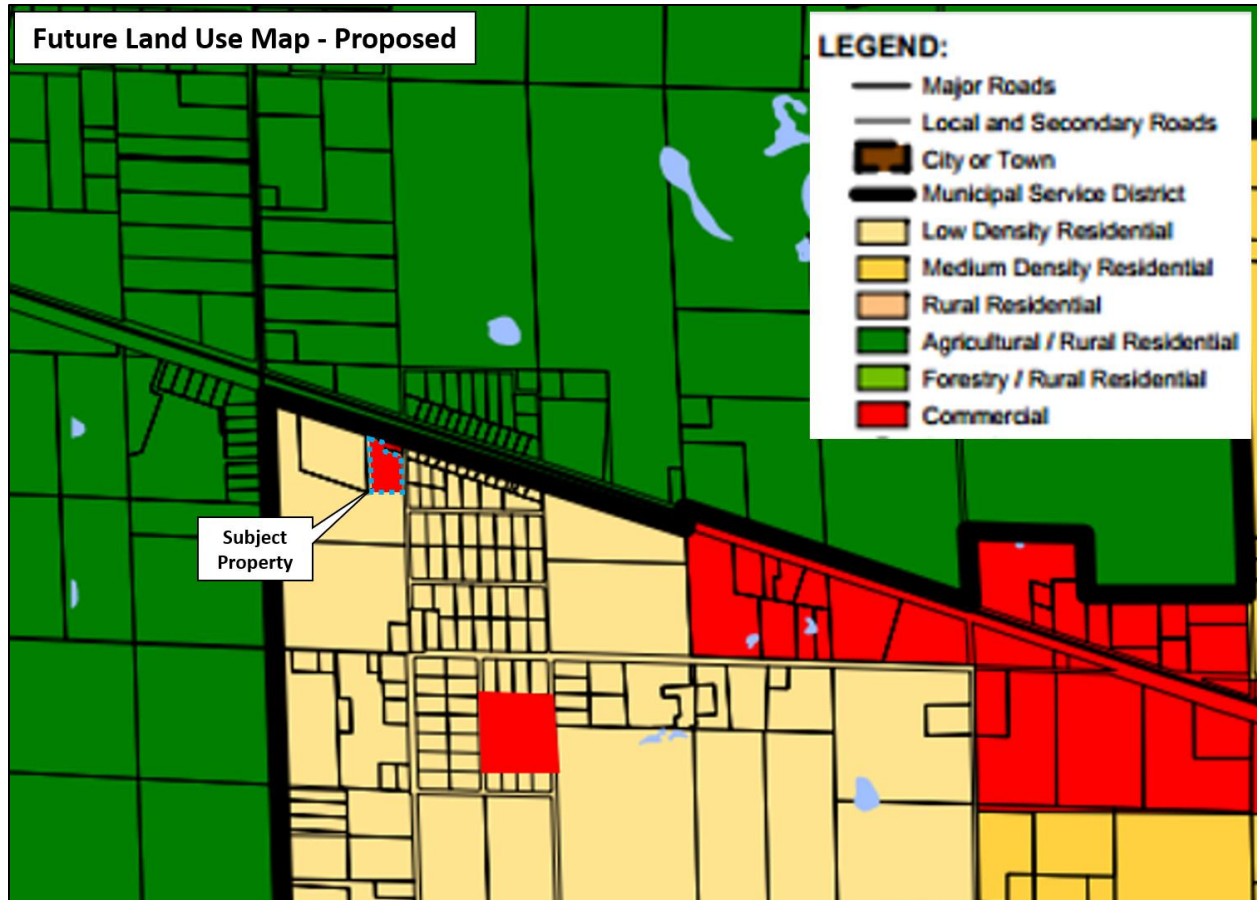 Future Land Use Map - Proposed
LEGEND:
Major Roads
Local and Secondary Roads
City or Town
Municipal Service District
Low Density Residential
Medium Density Residential
Rural Residential
Agricultural / Rural Residential
Forestry / Rural Residential
Commercial
Subject
Property